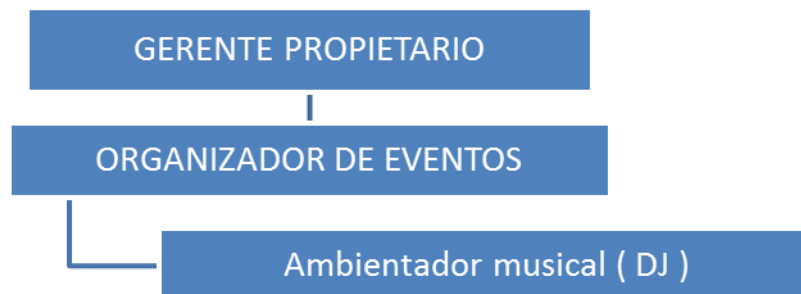 GERENTE PROPIETARIO
ORGANIZADOR DE EVENTOS
Ambientador musical ( DJ )